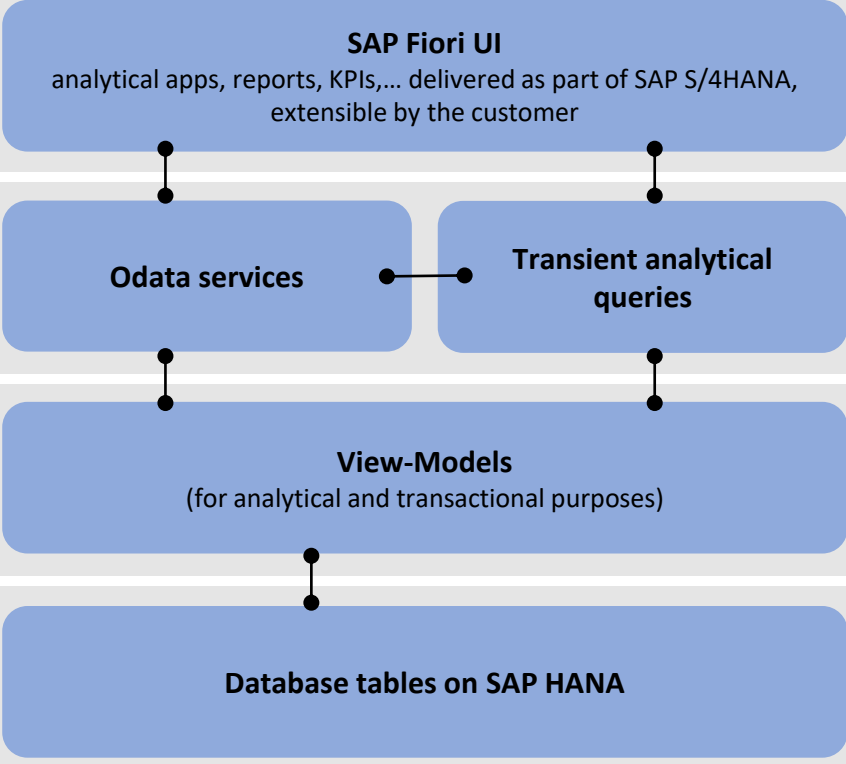 SAP Fiori UI
analytical apps, reports, KPIs,... delivered as part of SAP S/4HANA,
extensible by the customer
Odata services
Transient analytical
queries
View-Models
(for analytical and transactional purposes)
Database tables on SAP HANA